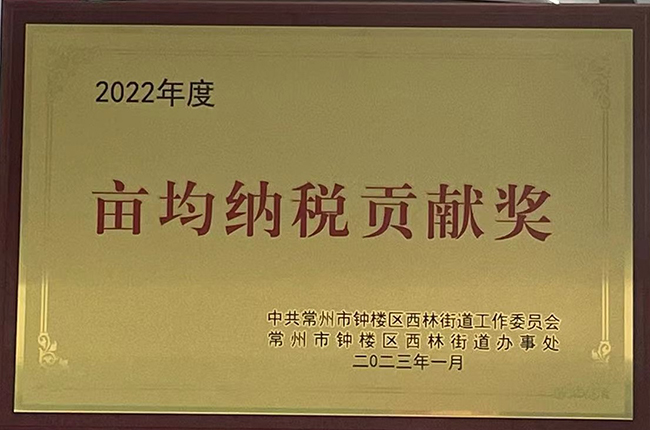 2022年度
亩均纳税贡献奖
中共常州市钟楼区西林街道工作委员会
常州市钟楼区西林街道办事处
二〇二三年一月